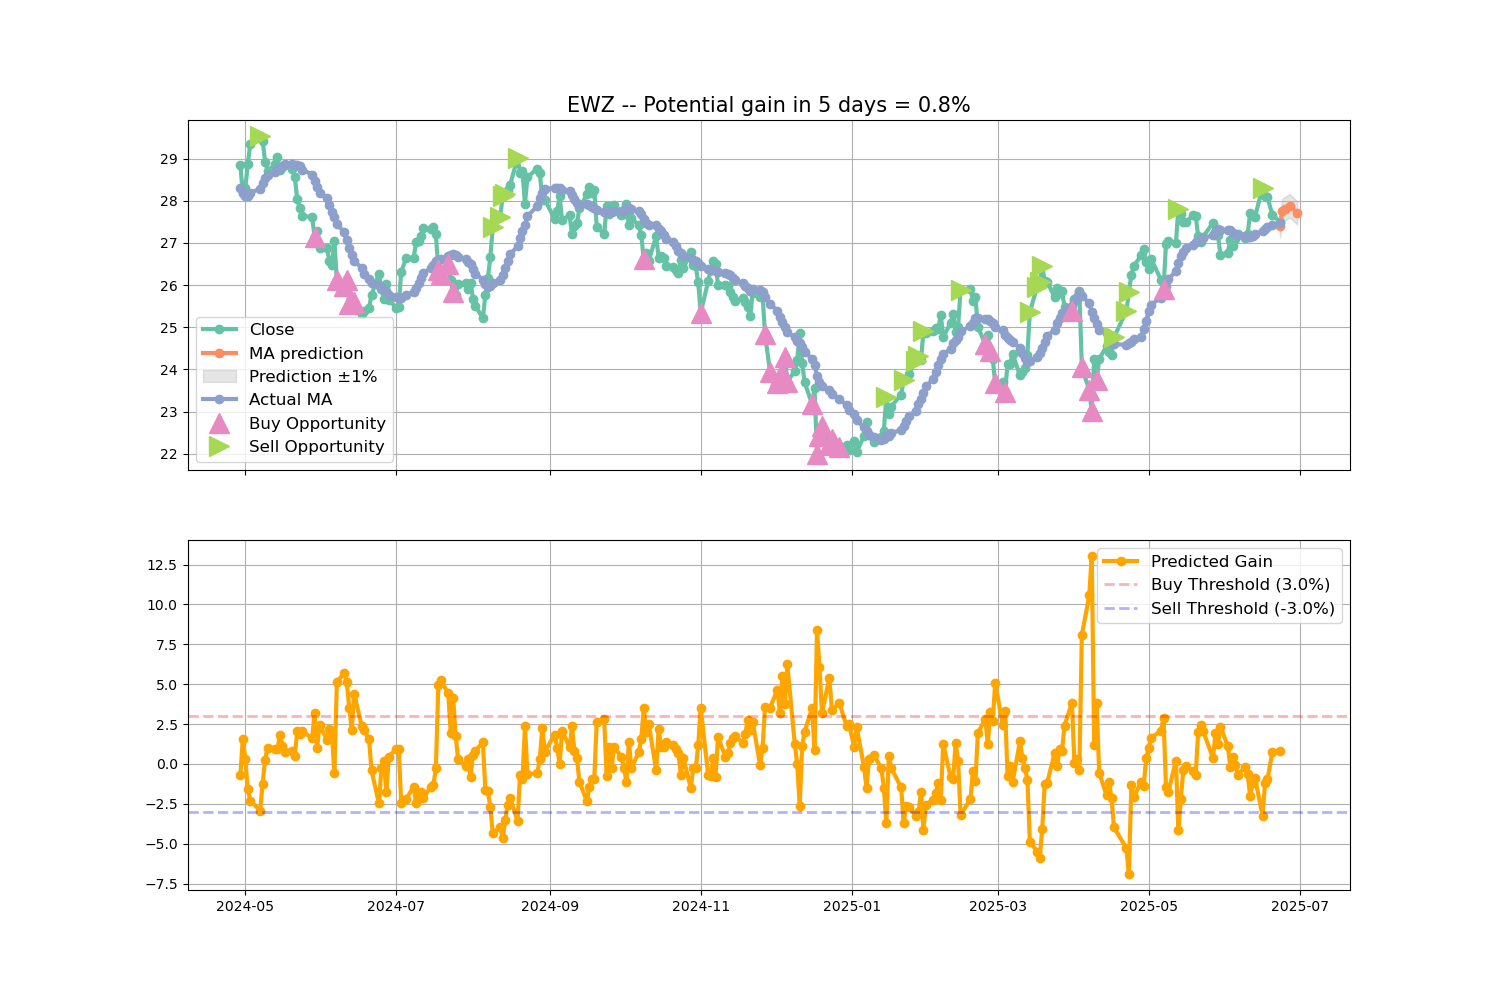 EWZ -- Potential gain in 5 days = 0.8%
29
28
27
26
25
24
23
22
Close
MA prediction
Prediction ±1%
Actual MA
Buy Opportunity
Sell Opportunity
12.5
10.0
7.5
5.0
2.5
0.0
−2.5
−5.0
−7.5
Predicted Gain
Buy Threshold (3.0%)
Sell Threshold (-3.0%)
2024-05
2024-07
2024-09
2024-11
2025-01
2025-03
2025-05
2025-07